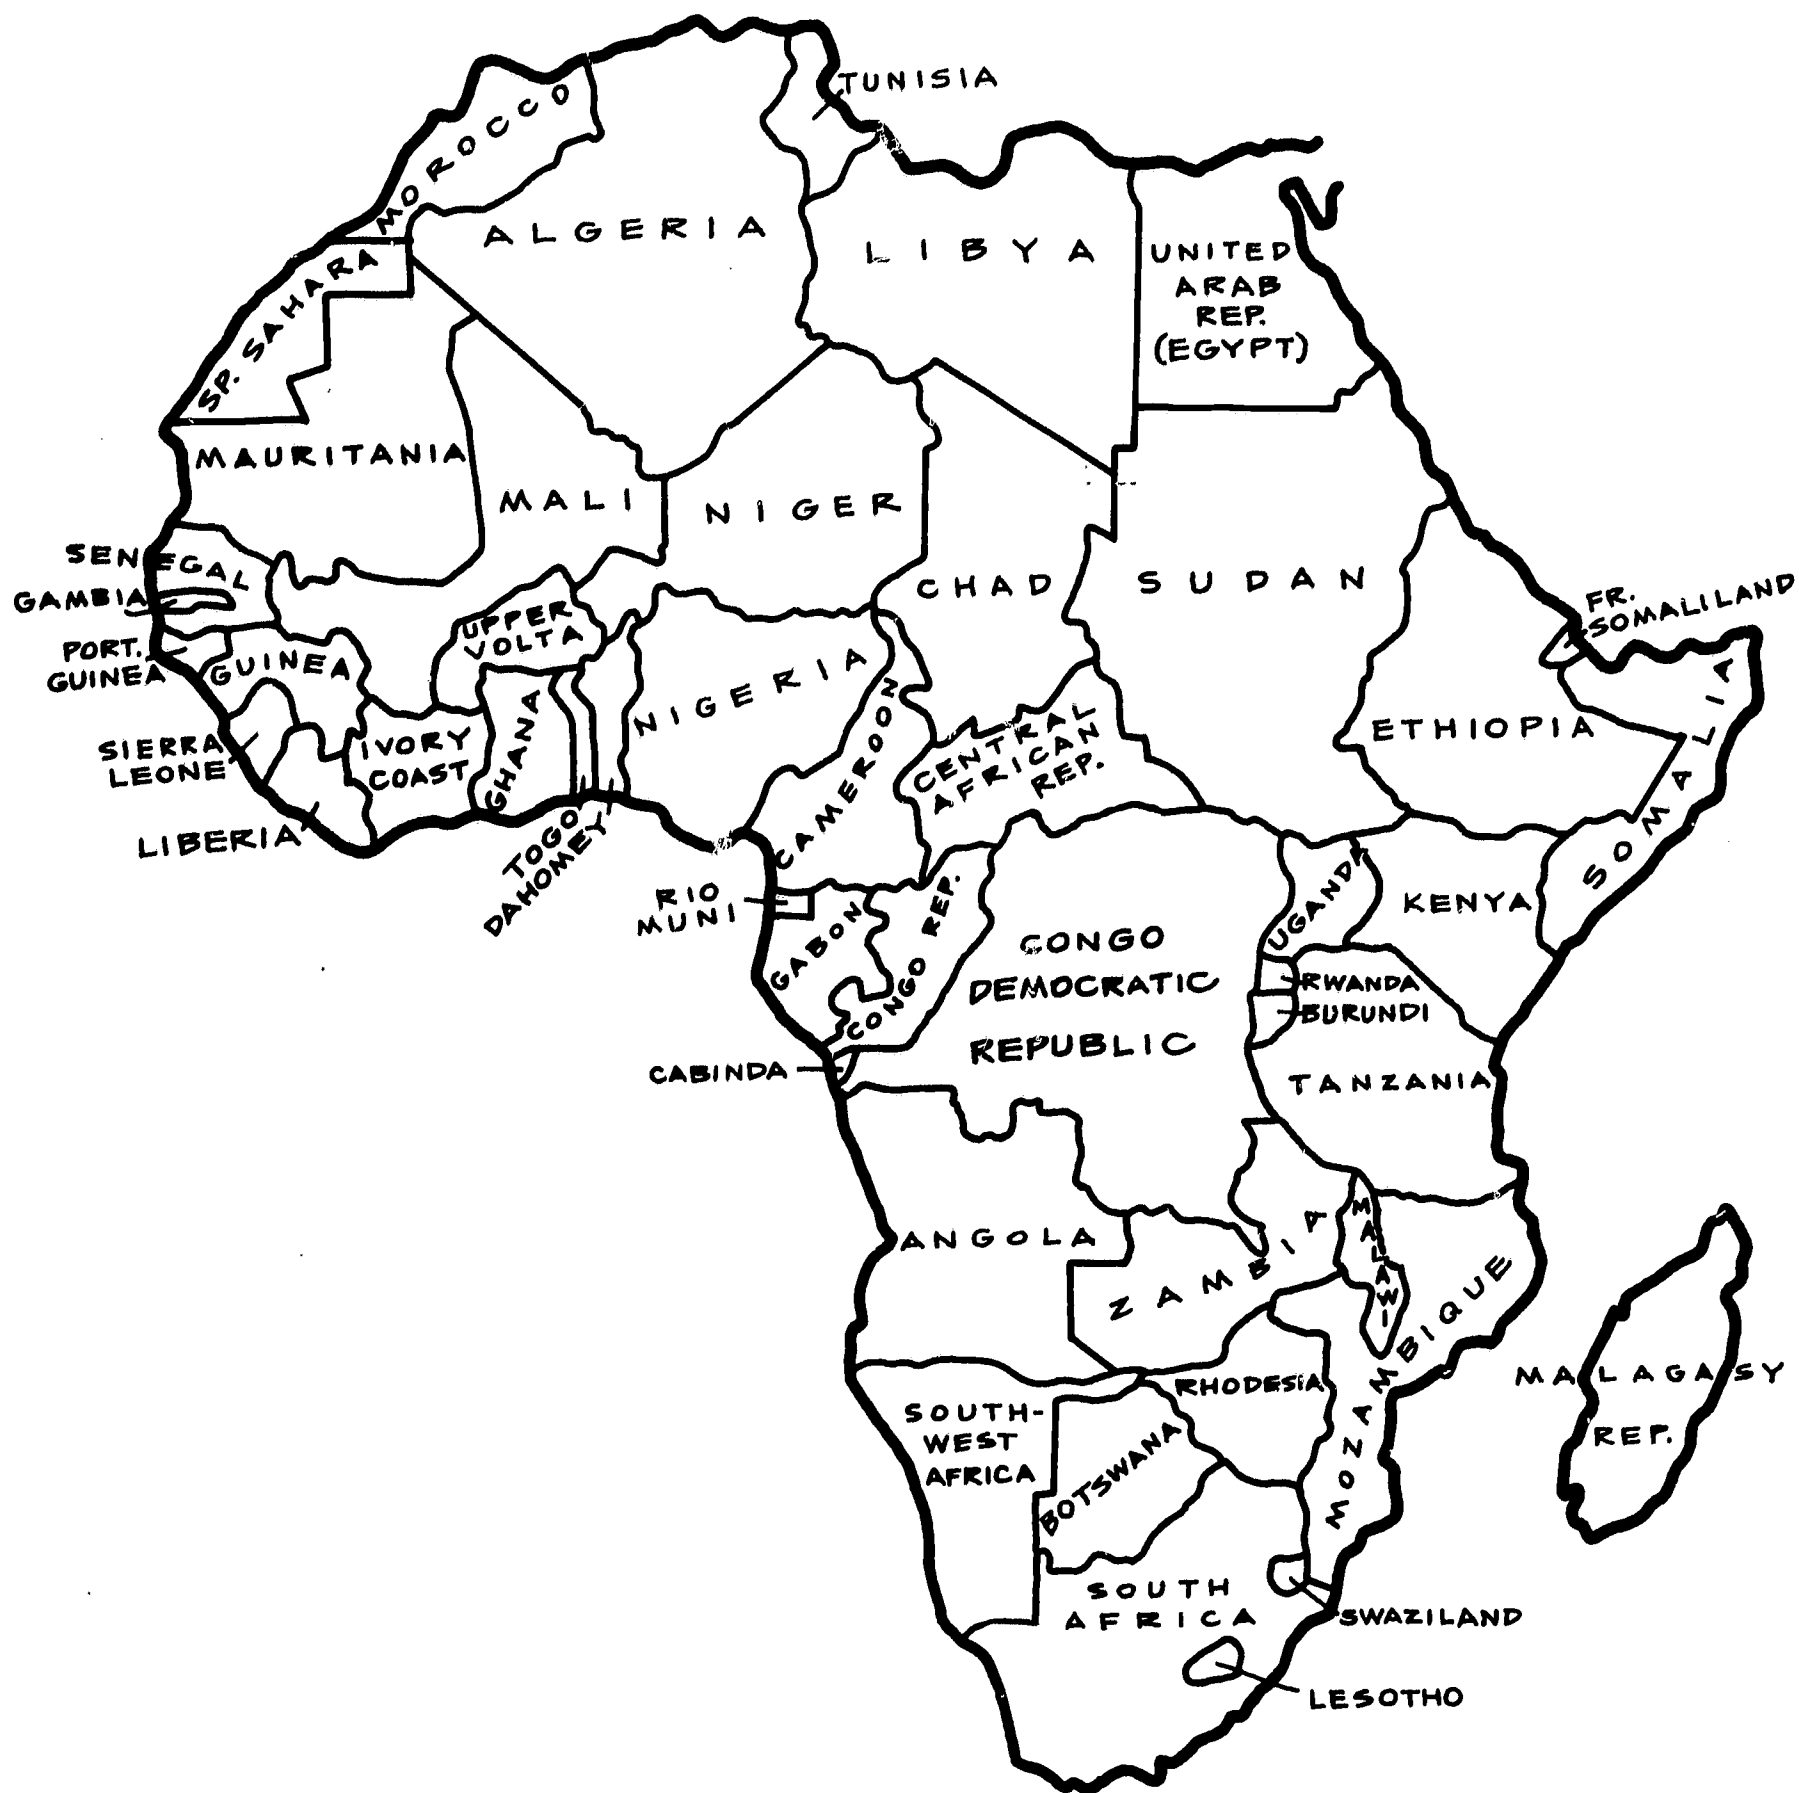 TUNISIA
MOROCCO
ALGERIA
LIBYA
UNITED
ARAB
REP.
(EGYPT)
SP. SAHARA
MAURITANIA
MALI
NIGER
CHAD
SUDAN
SENEGAL
GAMBIA
PORT.
GUINEA
GUINEA
UPPER
VOLTA
NIGERIA
FR.
SOMALILAND
SIERRA
LEONE
LIBERIA
IVORY
COAST
GHANA
TOGO
DAHOMEY
CAMEROON
CENTRAL
AFRICAN
REP.
ETHIOPIA
SOMALIA
RIO
MUNI
GABON
CONGO REP.
CONGO
DEMOCRATIC
REPUBLIC
UGANDA
KENYA
RWANDA
BURUNDI
CABINDA
TANZANIA
ANGOLA
ZAMBIA
MALAWI
MOZAMBIQUE
MALAGASY
REP.
RHODESIA
SOUTH-
WEST
AFRICA
BOTSWANA
SOUTH
AFRICA
SWAZILAND
LESOTHO